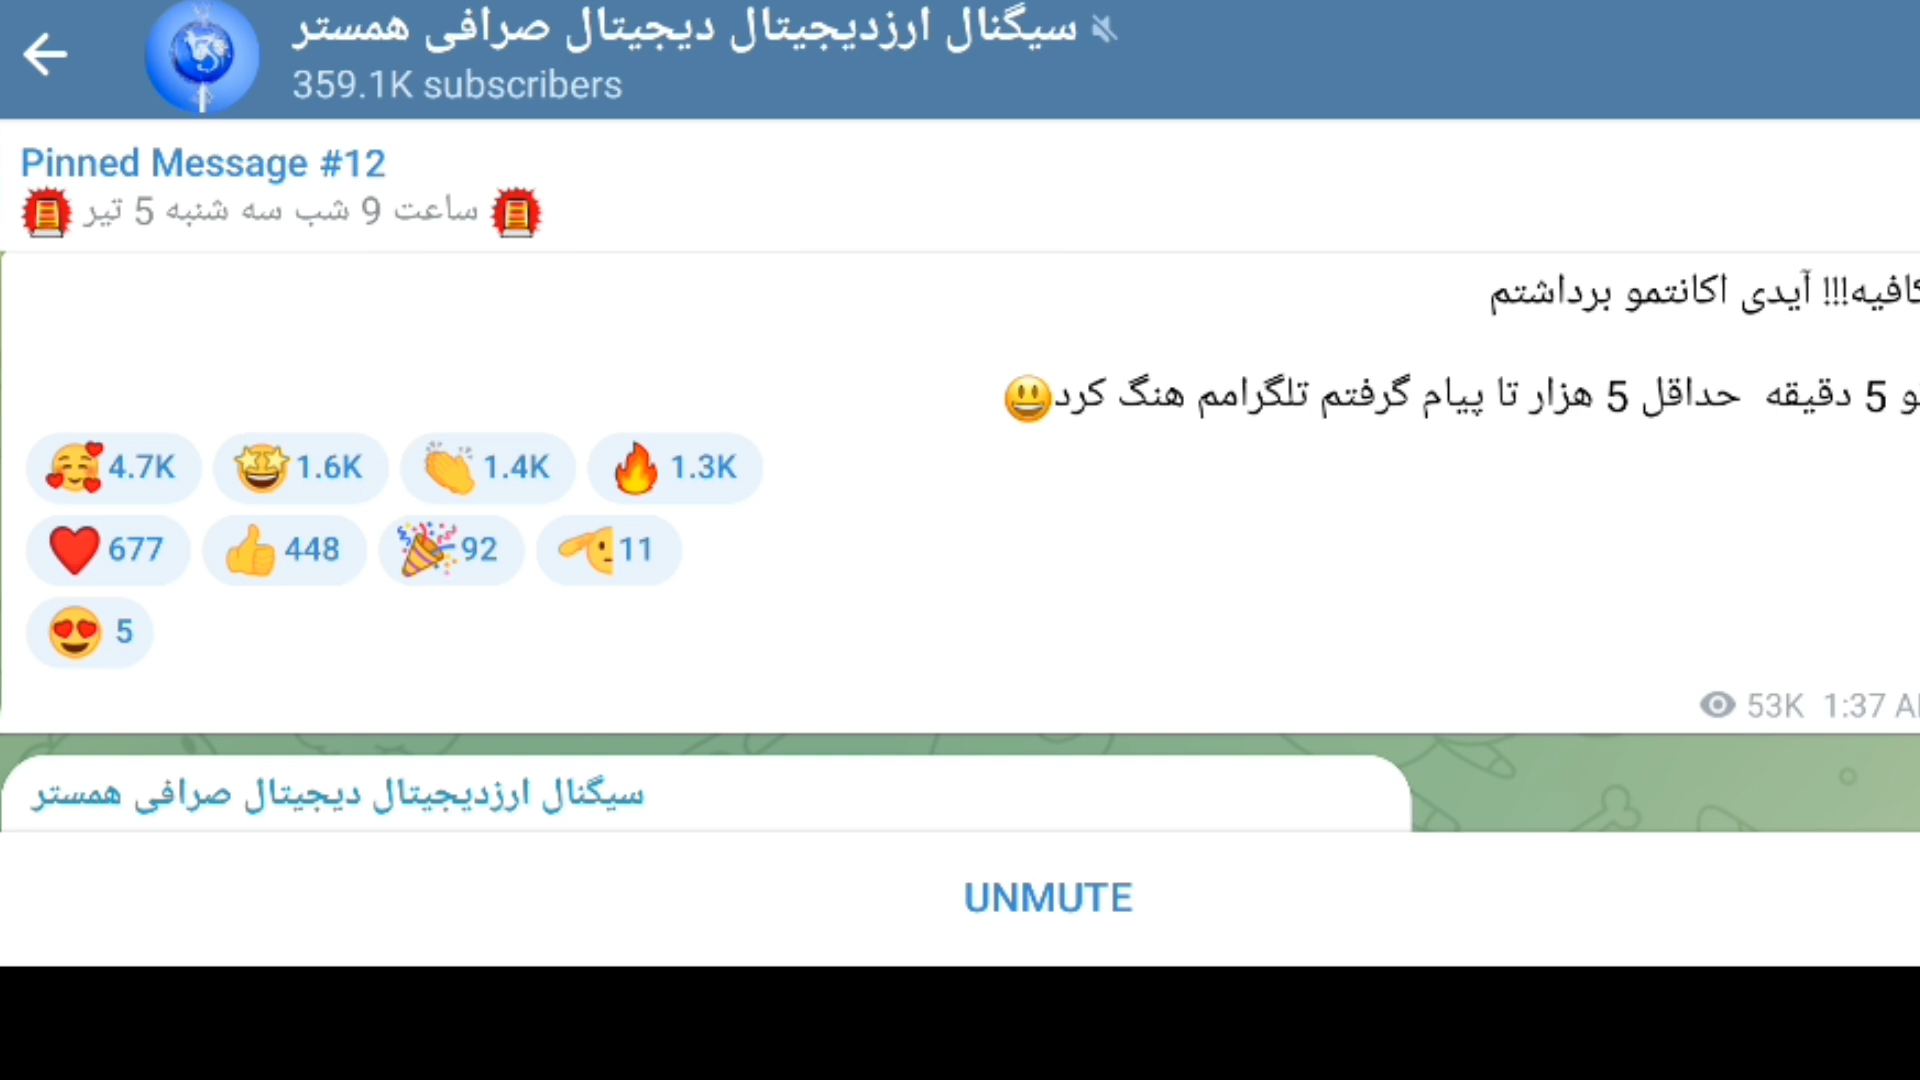 سیگنال ارزدیجیتال دیجیتال صرافی همستر
359.1K subscribers
Pinned Message #12
ساعت 9 شب سه شنبه 5 تیر
کافیه!!! آیدی اکانتمو برداشتم
5 دقیقه حداقل 5 هزار تا پیام گرفتم تلگرامم هنگ کرد
4.7K 1.6K 1.4K 1.3K
677 448 92 11
5
53K 1:37
سیگنال ارزدیجیتال دیجیتال صرافی همستر
UNMUTE